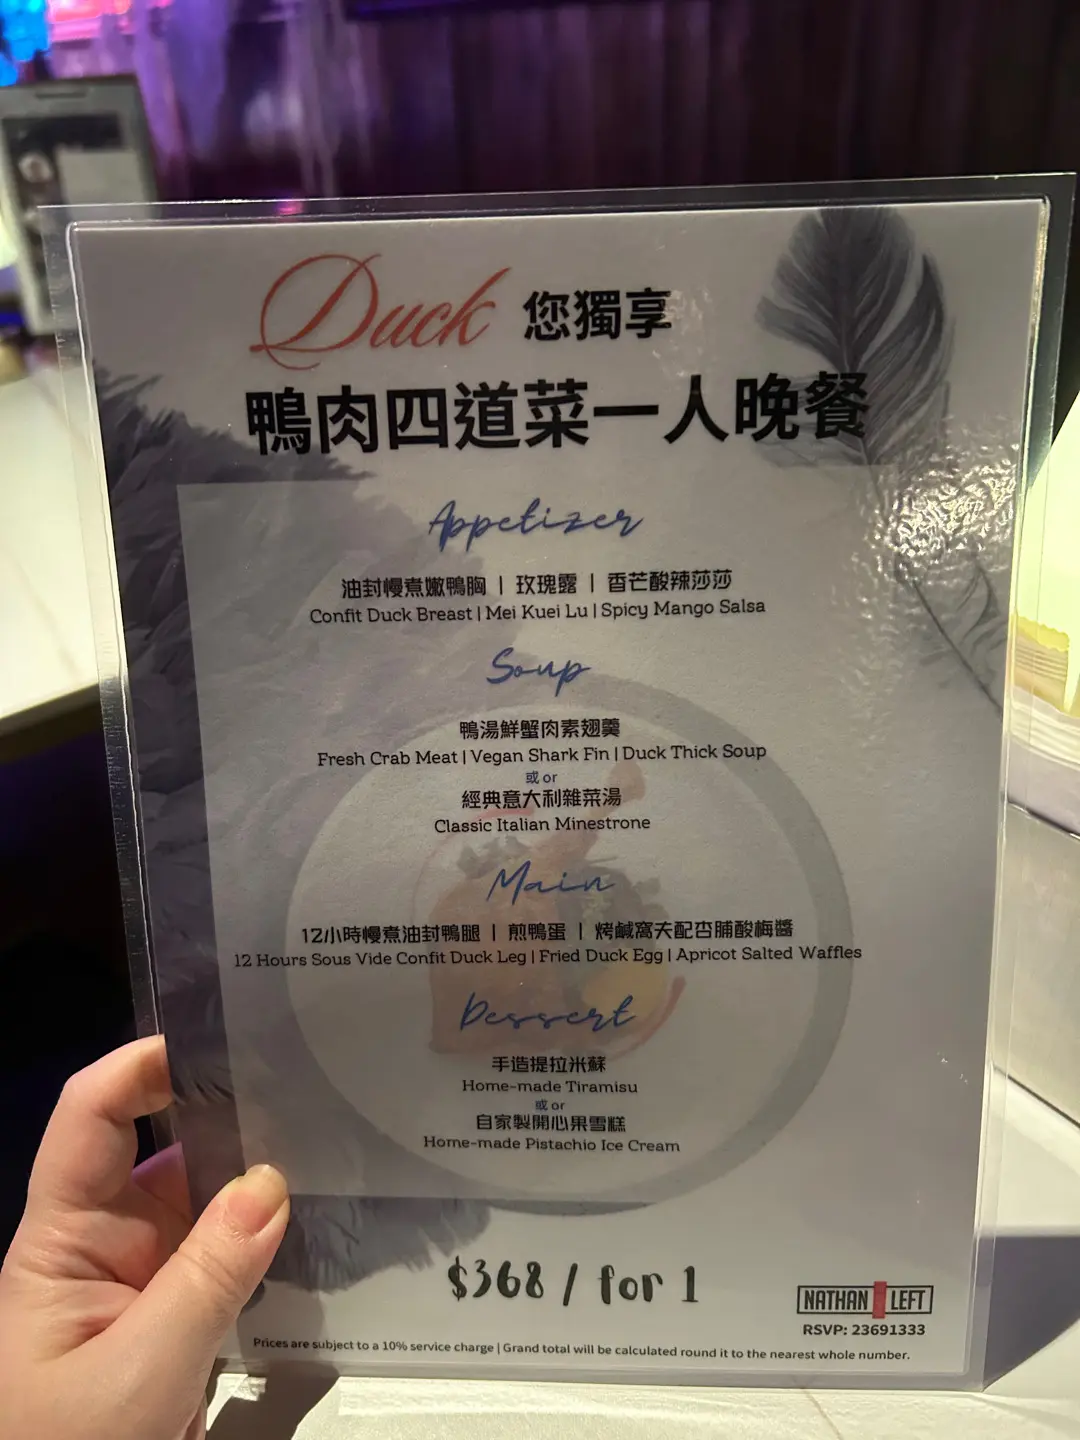 Duck 您獨享
鴨肉四道菜一人晚餐
Appetizer
油封慢煮嫩鴨胸 | 玫瑰露 | 香芒酸辣莎莎
Confit Duck Breast | Mei Kuei Lu | Spicy Mango Salsa
Soup
鴨湯鮮蟹肉素翅羹
Fresh Crab Meat | Vegan Shark Fin | Duck Thick Soup
或 or
經典意大利雜菜湯
Classic Italian Minestrone
Main
12小時慢煮油封鴨腿 | 煎鴨蛋 | 烤鹹窩夫配杏脯酸梅醬
12 Hours Sous Vide Confit Duck Leg | Fried Duck Egg | Apricot Salted Waffles
Dessert
手造提拉米蘇
Home-made Tiramisu
或 or
自家製開心果雪糕
Home-made Pistachio Ice Cream
$368 / for 1
NATHAN LEFT
RSVP: 23691333
Prices are subject to a 10% service charge | Grand total will be calculated round it to the nearest whole number.